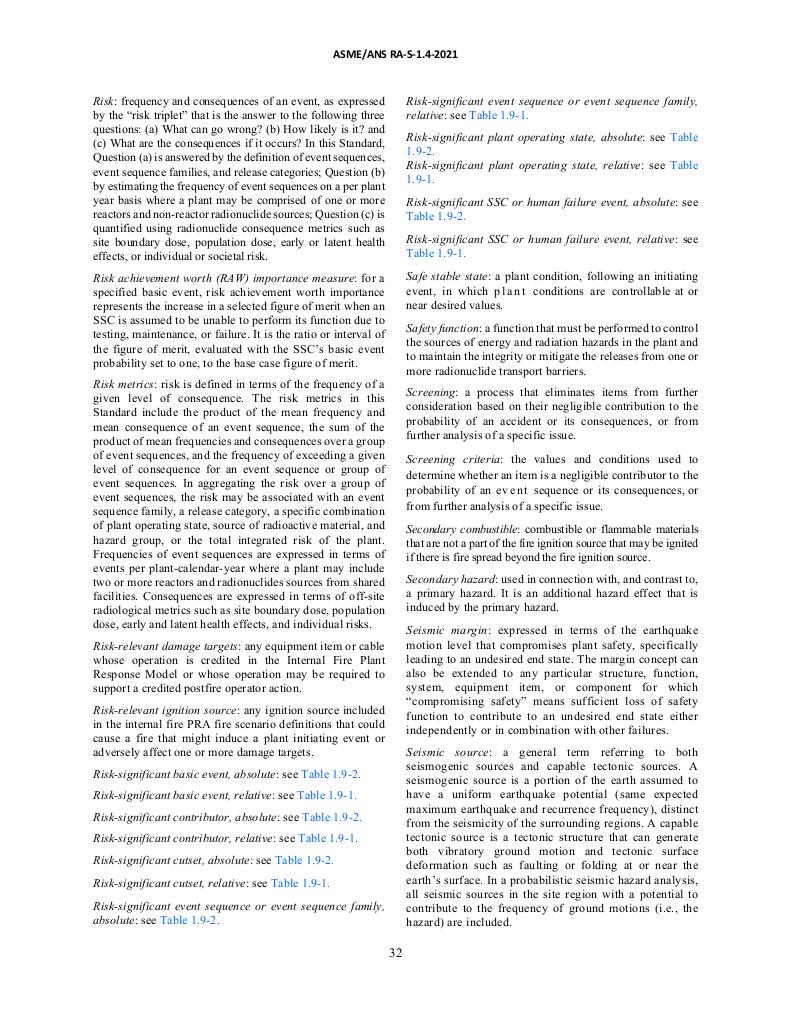 ASME/ANS RA-S-1.4-2021
Risk: frequency and consequences of an event, as expressed
by the “risk triplet” that is the answer to the following three
questions: (a) What can go wrong? (b) How likely is it? and
(c) What are the consequences if it occurs? In this Standard,
Question (a) is answered by the definition of event sequences,
event sequence families, and release categories; Question (b)
by estimating the frequency of event sequences on a per plant
year basis where a plant may be comprised of one or more
reactors and non-reactor radionuclide sources; Question (c) is
quantified using radionuclide consequence metrics such as
site boundary dose, population dose, early or latent health
effects, or individual or societal risk.
Risk achievement worth (RAW) importance measure: for a
specified basic event, risk achievement worth importance
represents the increase in a selected figure of merit when an
SSC is assumed to be unable to perform its function due to
testing, maintenance, or failure. It is the ratio or interval of
the figure of merit, evaluated with the SSC’s basic event
probability set to one, to the base case figure of merit.
Risk metrics: risk is defined in terms of the frequency of a
given level of consequence. The risk metrics in this
Standard include the product of the mean frequency and
mean consequence of an event sequence, the sum of the
product of mean frequencies and consequences over a group
of event sequences, and the frequency of exceeding a given
level of consequence for an event sequence or group of
event sequences. In aggregating the risk over a group of
event sequences, the risk may be associated with an event
sequence family, a release category, a specific combination
of plant operating state, source of radioactive material, and
hazard group, or the total integrated risk of the plant.
Frequencies of event sequences are expressed in terms of
events per plant-calendar-year where a plant may include
two or more reactors and radionuclides sources from shared
facilities. Consequences are expressed in terms of off-site
radiological metrics such as site boundary dose, population
dose, early and latent health effects, and individual risks.
Risk-relevant damage targets: any equipment item or cable
whose operation is credited in the Internal Fire Plant
Response Model or whose operation may be required to
support a credited postfire operator action.
Risk-relevant ignition source: any ignition source included
in the internal fire PRA fire scenario definitions that could
cause a fire that might induce a plant initiating event or
adversely affect one or more damage targets.
Risk-significant basic event, absolute: see Table 1.9-2.
Risk-significant basic event, relative: see Table 1.9-1.
Risk-significant contributor, absolute: see Table 1.9-2.
Risk-significant contributor, relative: see Table 1.9-1.
Risk-significant cutset, absolute: see Table 1.9-2.
Risk-significant cutset, relative: see Table 1.9-1.
Risk-significant event sequence or event sequence family,
absolute: see Table 1.9-2.
Risk-significant event sequence or event sequence family,
relative: see Table 1.9-1.
Risk-significant plant operating state, absolute: see Table
1.9-2.
Risk-significant plant operating state, relative: see Table
1.9-1.
Risk-significant SSC or human failure event, absolute: see
Table 1.9-2.
Risk-significant SSC or human failure event, relative: see
Table 1.9-1.
Safe stable state: a plant condition, following an initiating
event, in which plant conditions are controllable at or
near desired values.
Safety function: a function that must be performed to control
the sources of energy and radiation hazards in the plant and
to maintain the integrity or mitigate the releases from one or
more radionuclide transport barriers.
Screening: a process that eliminates items from further
consideration based on their negligible contribution to the
probability of an accident or its consequences, or from
further analysis of a specific issue.
Screening criteria: the values and conditions used to
determine whether an item is a negligible contributor to the
probability of an event sequence or its consequences, or
from further analysis of a specific issue.
Secondary combustible: combustible or flammable materials
that are not a part of the fire ignition source that may be ignited
if there is fire spread beyond the fire ignition source.
Secondary hazard: used in connection with, and contrast to,
a primary hazard. It is an additional hazard effect that is
induced by the primary hazard.
Seismic margin: expressed in terms of the earthquake
motion level that compromises plant safety, specifically
leading to an undesired end state. The margin concept can
also be extended to any particular structure, function,
system, equipment item, or component for which
“compromising safety” means sufficient loss of safety
function to contribute to an undesired end state either
independently or in combination with other failures.
Seismic source: a general term referring to both
seismogenic sources and capable tectonic sources. A
seismogenic source is a portion of the earth assumed to
have a uniform earthquake potential (same expected
maximum earthquake and recurrence frequency), distinct
from the seismicity of the surrounding regions. A capable
tectonic source is a tectonic structure that can generate
both vibratory ground motion and tectonic surface
deformation such as faulting or folding at or near the
earth’s surface. In a probabilistic seismic hazard analysis,
all seismic sources in the site region with a potential to
contribute to the frequency of ground motions (i.e., the
hazard) are included.
32